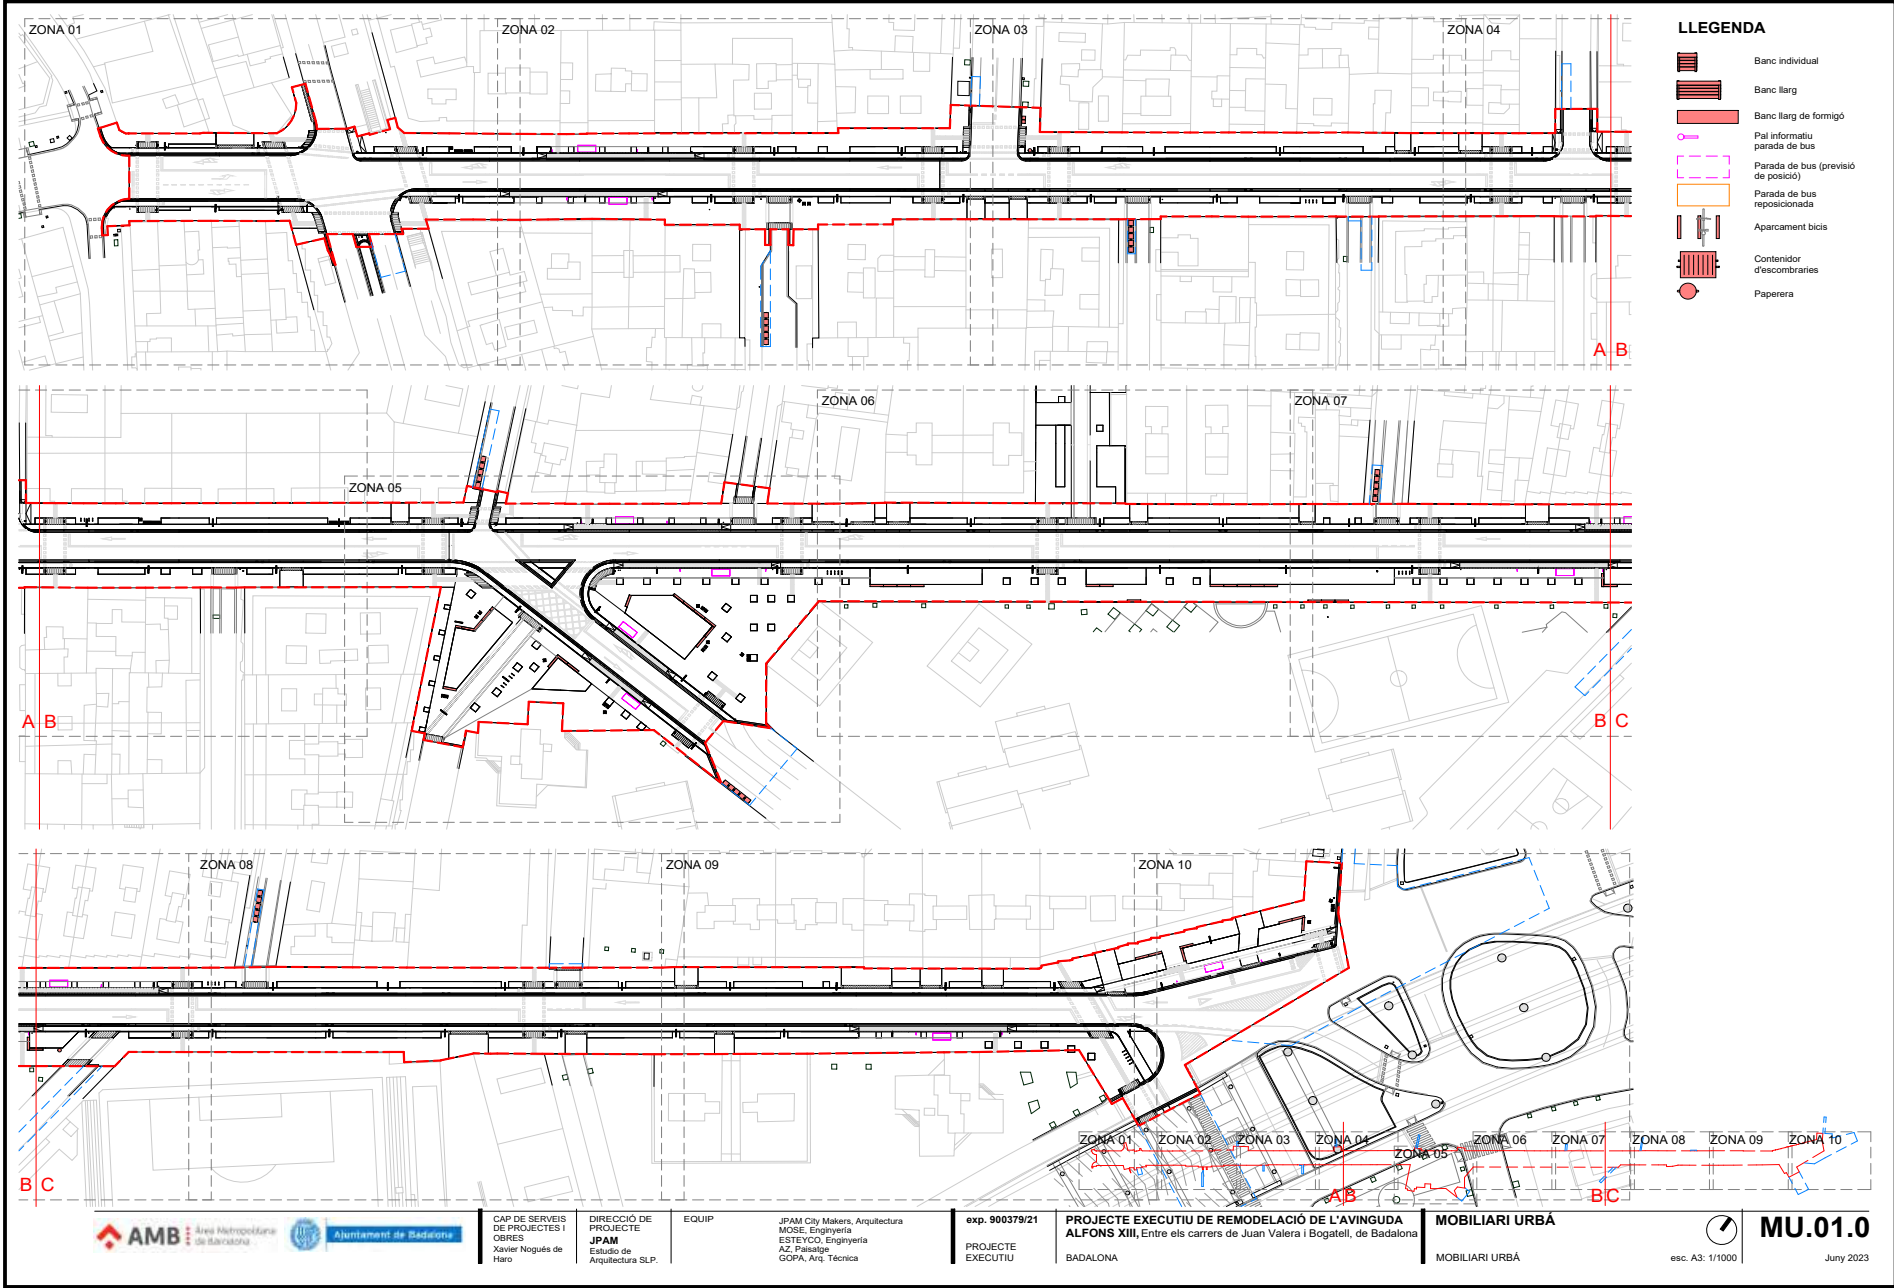 ZONA 01
ZONA 02
ZONA 03
ZONA 04
A B
LLEGENDA
Banc individual
Banc llarg
Banc llarg de formigó
Pal informatiu
parada de bus
Parada de bus (previsió
de posició)
Parada de bus
reposicionada
Aparcament bicis
Contenidor
d'escombraries
Paperera
ZONA 05
ZONA 06
ZONA 07
A B
B C
ZONA 08
ZONA 09
ZONA 10
B C
ZONA 01
ZONA 02
ZONA 03
ZONA 04
ZONA 05
ZONA 06
ZONA 07
ZONA 08
ZONA 09
ZONA 10
A B
B C
AMB
Àrea Metropolitana
de Barcelona
Ajuntament de Badalona
CAP DE SERVEIS
DE PROJECTES I
OBRES
Xavier Nogués de
Haro
DIRECCIÓ DE
PROJECTE
JPAM
Estudio de
Arquitectura SLP.
EQUIP
JPAM City Makers, Arquitectura
MOSE, Enginyería
ESTEYCO, Enginyería
AZ, Paisatge
GOPA, Arq. Técnica
exp. 900379/21
PROJECTE
EXECUTIU
PROJECTE EXECUTIU DE REMODELACIÓ DE L'AVINGUDA
ALFONS XIII, Entre els carrers de Juan Valera i Bogatell, de Badalona
BADALONA
MOBILIARI URBÀ
MOBILIARI URBÀ
esc. A3: 1/1000
MU.01.0
Juny 2023